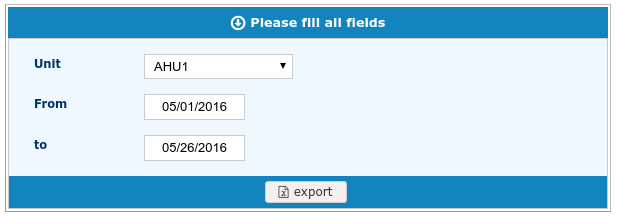 Please fill all fields
Unit AHU1
From 05/01/2016
to 05/26/2016
export